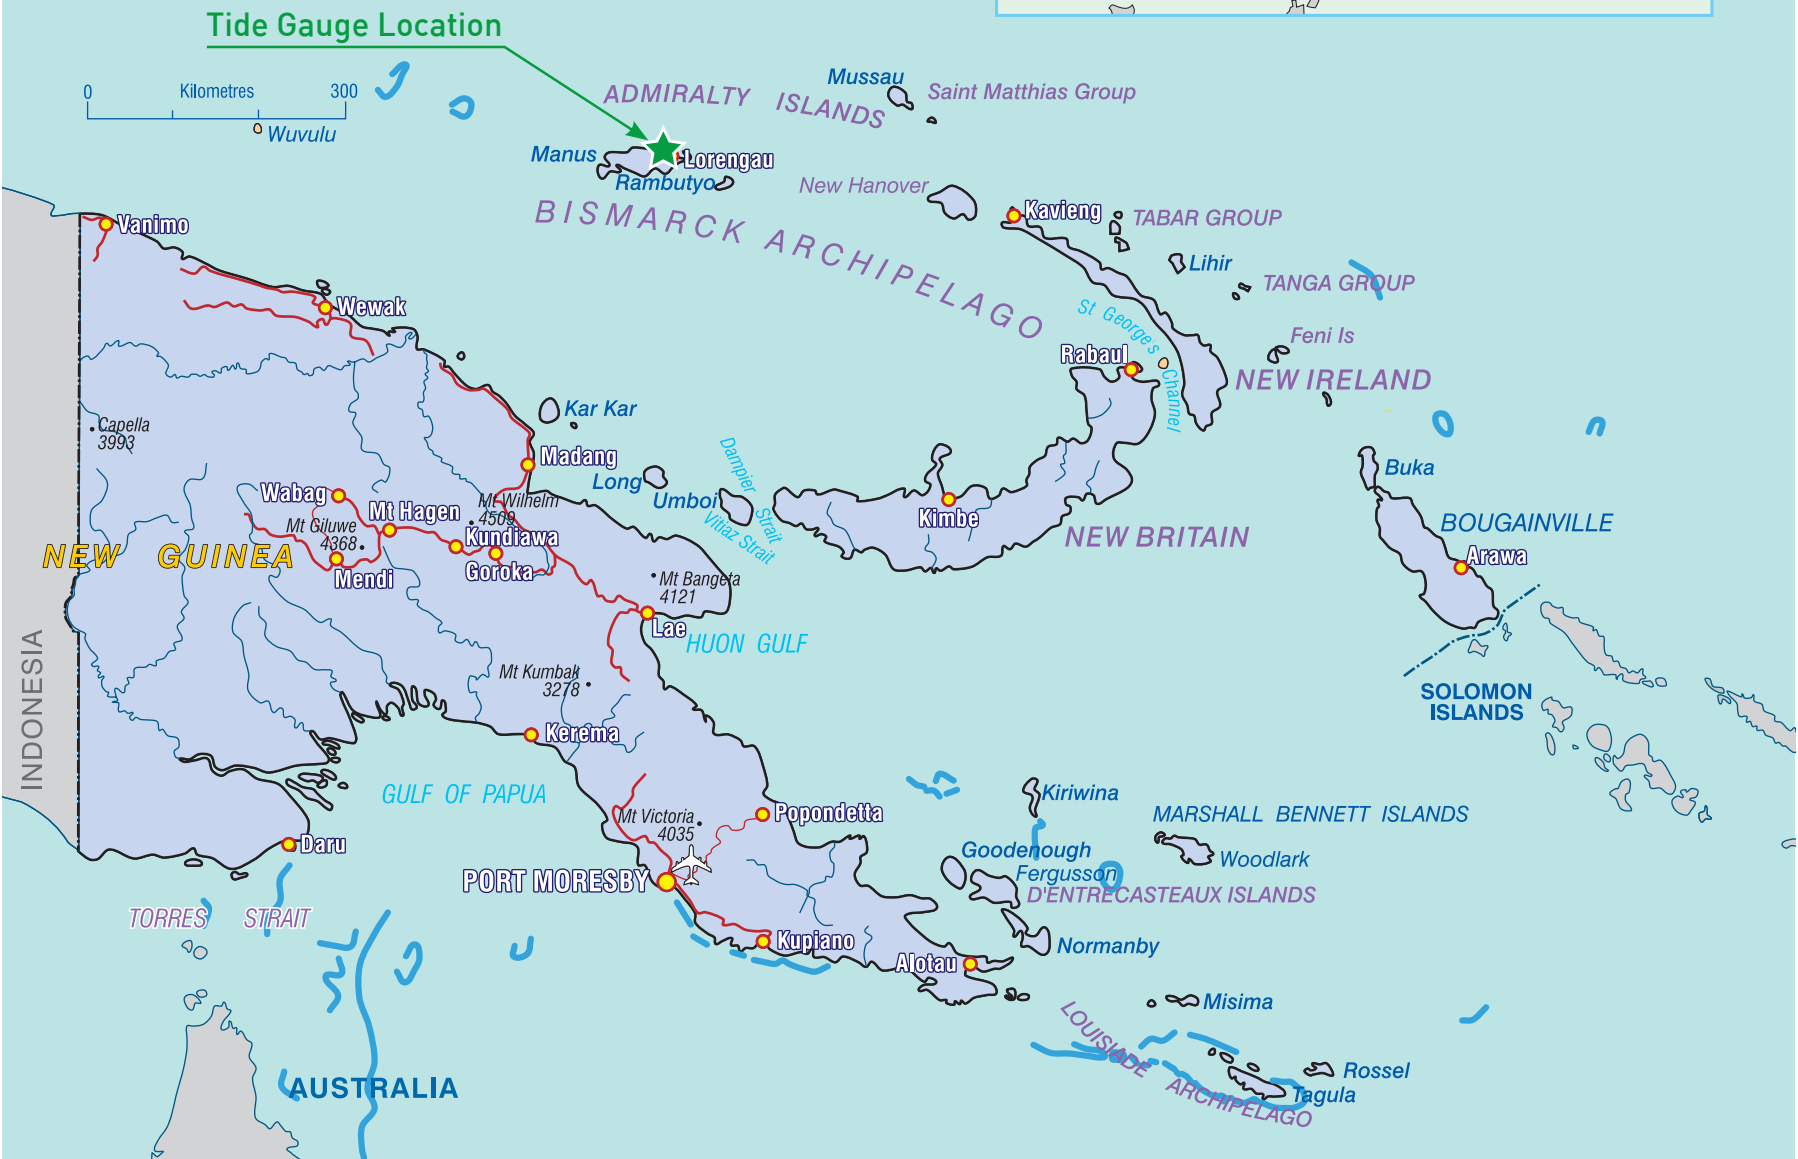 Tide Gauge Location
0 Kilometres 300
Wuvulu
ADMIRALTY ISLANDS
Mussau
Saint Matthias Group
Manus
Lorengau
Rambutyo
New Hanover
BISMARCK ARCHIPELAGO
Kavieng
TABAR GROUP
Lihir
TANGA GROUP
Feni Is
St George's Channel
Rabaul
NEW IRELAND
Vanimo
Wewak
Kar Kar
Capella
3993
Madang
Long
Umboi
Dampier Strait
Vitiaz Strait
Kimbe
NEW BRITAIN
Buka
BOUGAINVILLE
Arawa
Wabag
Mt Hagen
Mt Wilhelm
4509
Mt Giluwe
4368
Kundiawa
Goroka
Mendi
NEW GUINEA
Mt Bangeta
4121
Lae
HUON GULF
INDONESIA
Mt Kumbak
3278
Kerema
SOLOMON
ISLANDS
GULF OF PAPUA
Mt Victoria
4035
Popondetta
Kiriwina
MARSHALL BENNETT ISLANDS
Woodlark
Daru
PORT MORESBY
Goodenough
Fergusson
D'ENTRECASTEAUX ISLANDS
Normanby
TORRES STRAIT
Kupiano
Alotau
Misima
LOUISIADE ARCHIPELAGO
Rossel
Tagula
AUSTRALIA